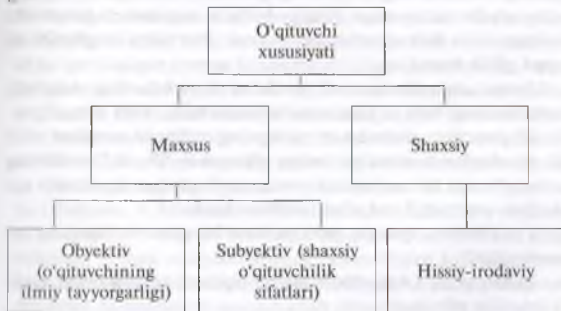 O'qituvchi
xususiyati
Maxsus
Shaxsiy
Obyektiv
(o'qituvchining
ilmiy tayyorgarligi)
Subyektiv (shaxsiy
o'qituvchilik
sifatlari)
Hissiy-irodaviy